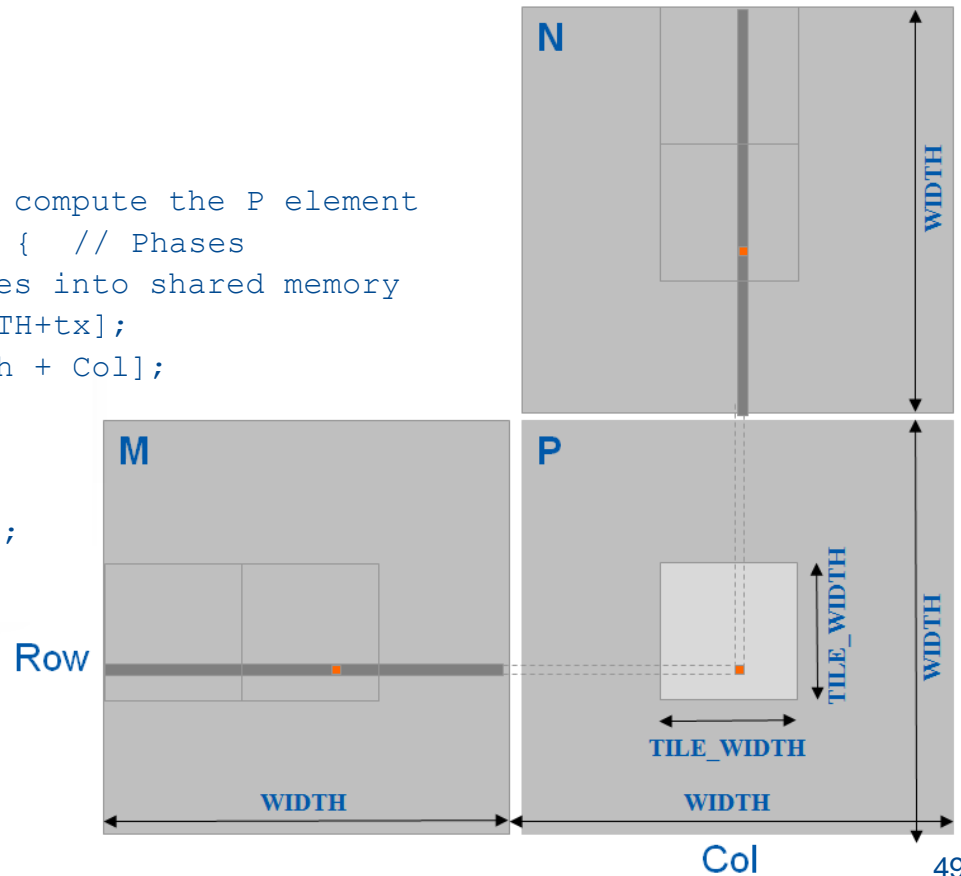 N
WIDTH
compute the P element
{ // Phases
es into shared memory
TH+tx];
h + Col];
M
P
;
TILE_WIDTH
WIDTH
Row
TILE_WIDTH
WIDTH
WIDTH
Col
49